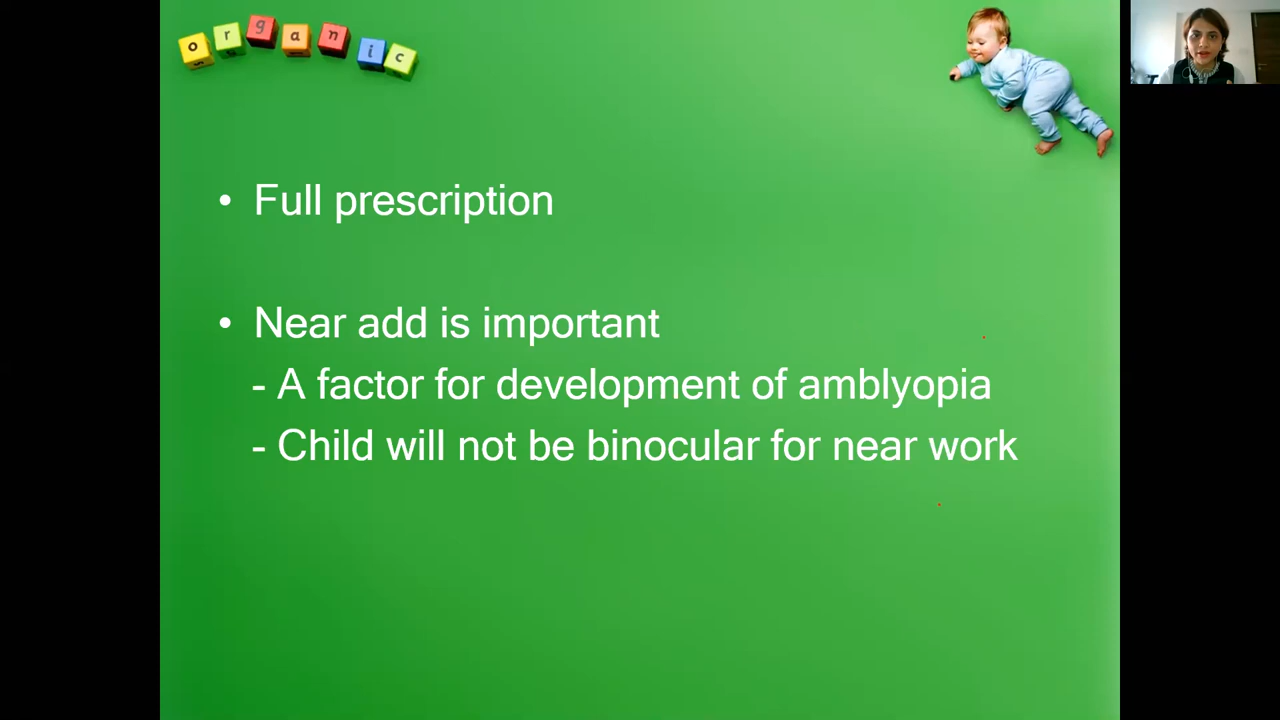 organic
• Full prescription
• Near add is important
- A factor for development of amblyopia
- Child will not be binocular for near work